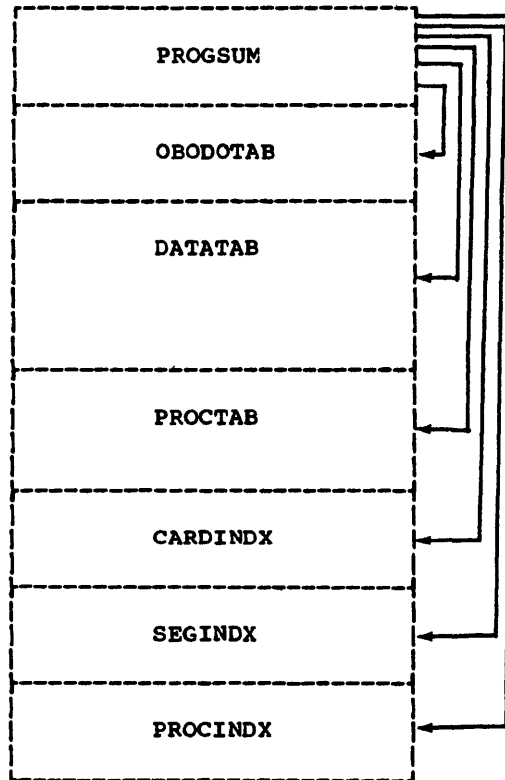 PROGSUM
OBODOTAB
DATATAB
PROCTAB
CARDINDX
SEGINDX
PROCINDX